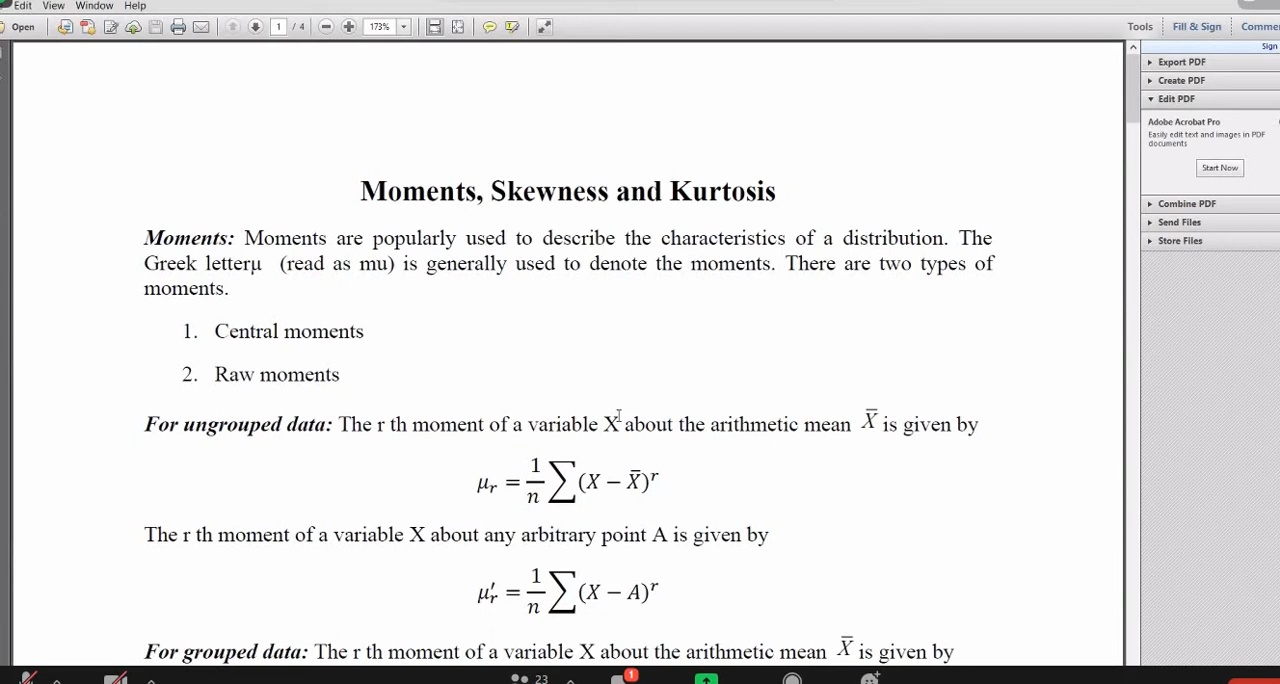 Edit View Window Help
Open 1 / 4 173% Tools Fill & Sign
Sign
Export PDF
Create PDF
Edit PDF
Adobe Acrobat Pro
Easily edit text and images in PDF
documents
Start Now
Combine PDF
Send Files
Store Files
Moments, Skewness and Kurtosis
Moments: Moments are popularly used to describe the characteristics of a distribution. The
Greek letterμ (read as mu) is generally used to denote the moments. There are two types of
moments.
1. Central moments
2. Raw moments
For ungrouped data: The r th moment of a variable X about the arithmetic mean X̄ is given by
μᵣ = 1/n ∑(X − X̄)ʳ
The r th moment of a variable X about any arbitrary point A is given by
μ′ᵣ = 1/n ∑(X − A)ʳ
For grouped data: The r th moment of a variable X about the arithmetic mean X̄ is given by
23
1